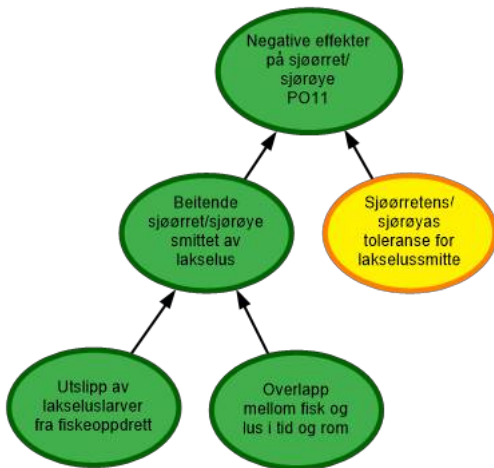 Negative effekter
på sjøørret/
sjørøye
PO11
Beitende
sjøørret/sjørøye
smittet av
lakselus
Sjøørretens/
sjørøyas
toleranse for
lakselussmitte
Utslipp av
lakseluslarver
fra fiskeoppdrett
Overlapp
mellom fisk og
lus i tid og rom